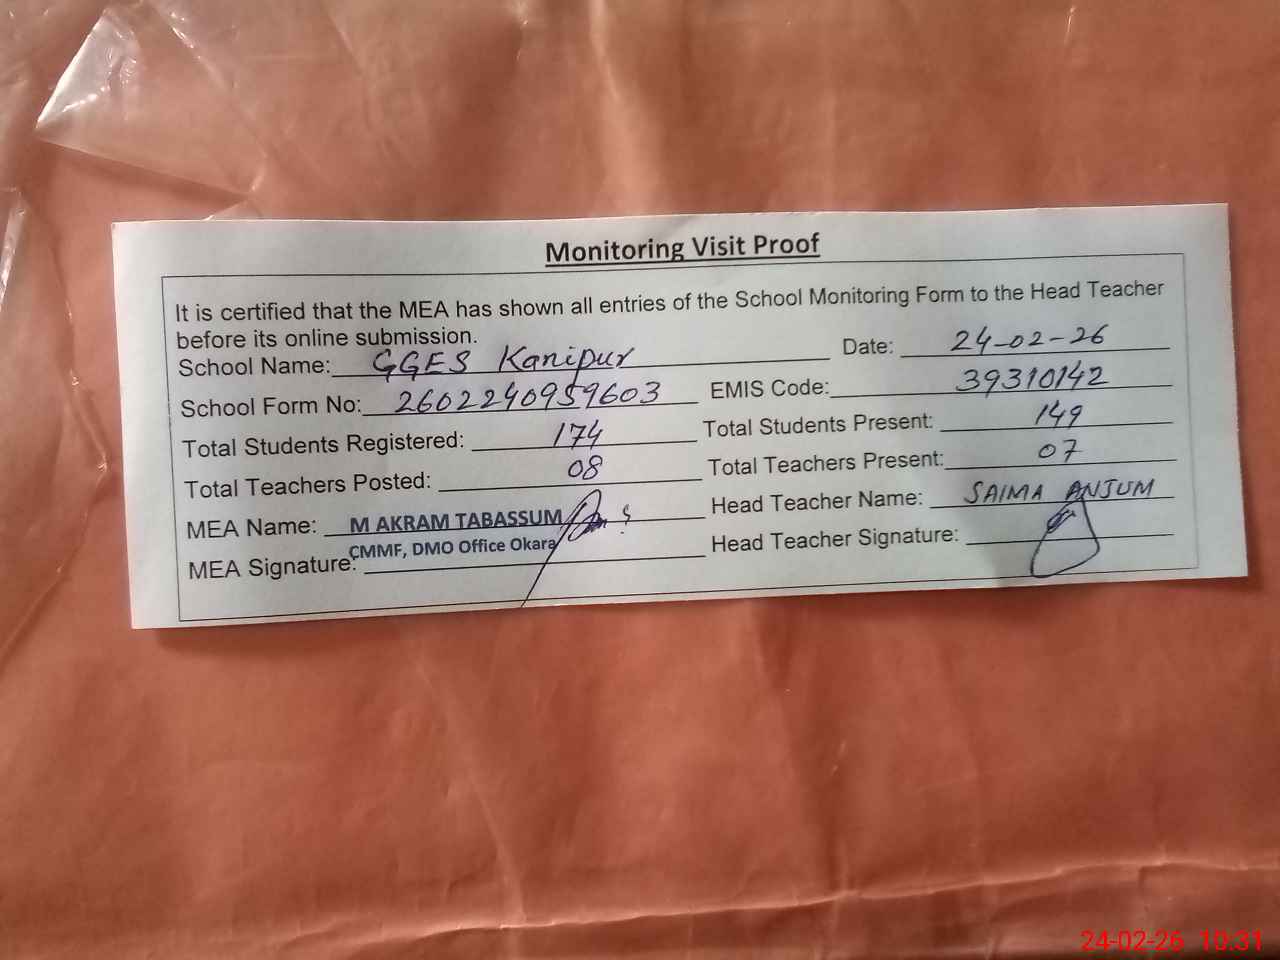 Monitoring Visit Proof
It is certified that the MEA has shown all entries of the School Monitoring Form to the Head Teacher
before its online submission.
School Name: GGES Kanipur Date: 24-02-26
School Form No: 2602240959603 EMIS Code: 39310142
Total Students Registered: 174 Total Students Present: 149
Total Teachers Posted: 08 Total Teachers Present: 07
MEA Name: M AKRAM TABASSUM Head Teacher Name: SAIMA ANJUM
CMMF, DMO Office Okara
MEA Signature: Head Teacher Signature:
24-02-26 10:31